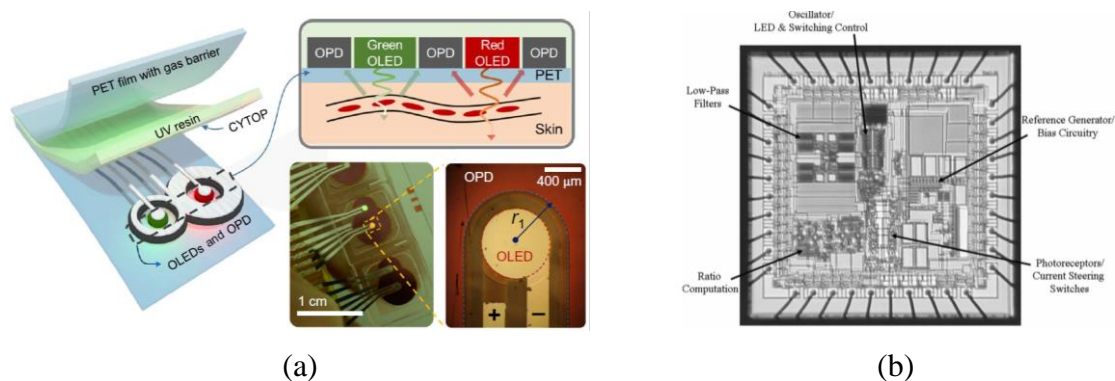 PET film with gas barrier
UV resin
CYTOP
OLEDs and OPD
OPD
Green
OLED
OPD
Red
OLED
OPD
PET
Skin
1 cm
OPD
400 μm
r1
OLED
+
−
(a)
Oscillator/
LED & Switching Control
Low-Pass
Filters
Reference Generator/
Bias Circuitry
Ratio
Computation
Photoreceptors/
Current Steering
Switches
(b)